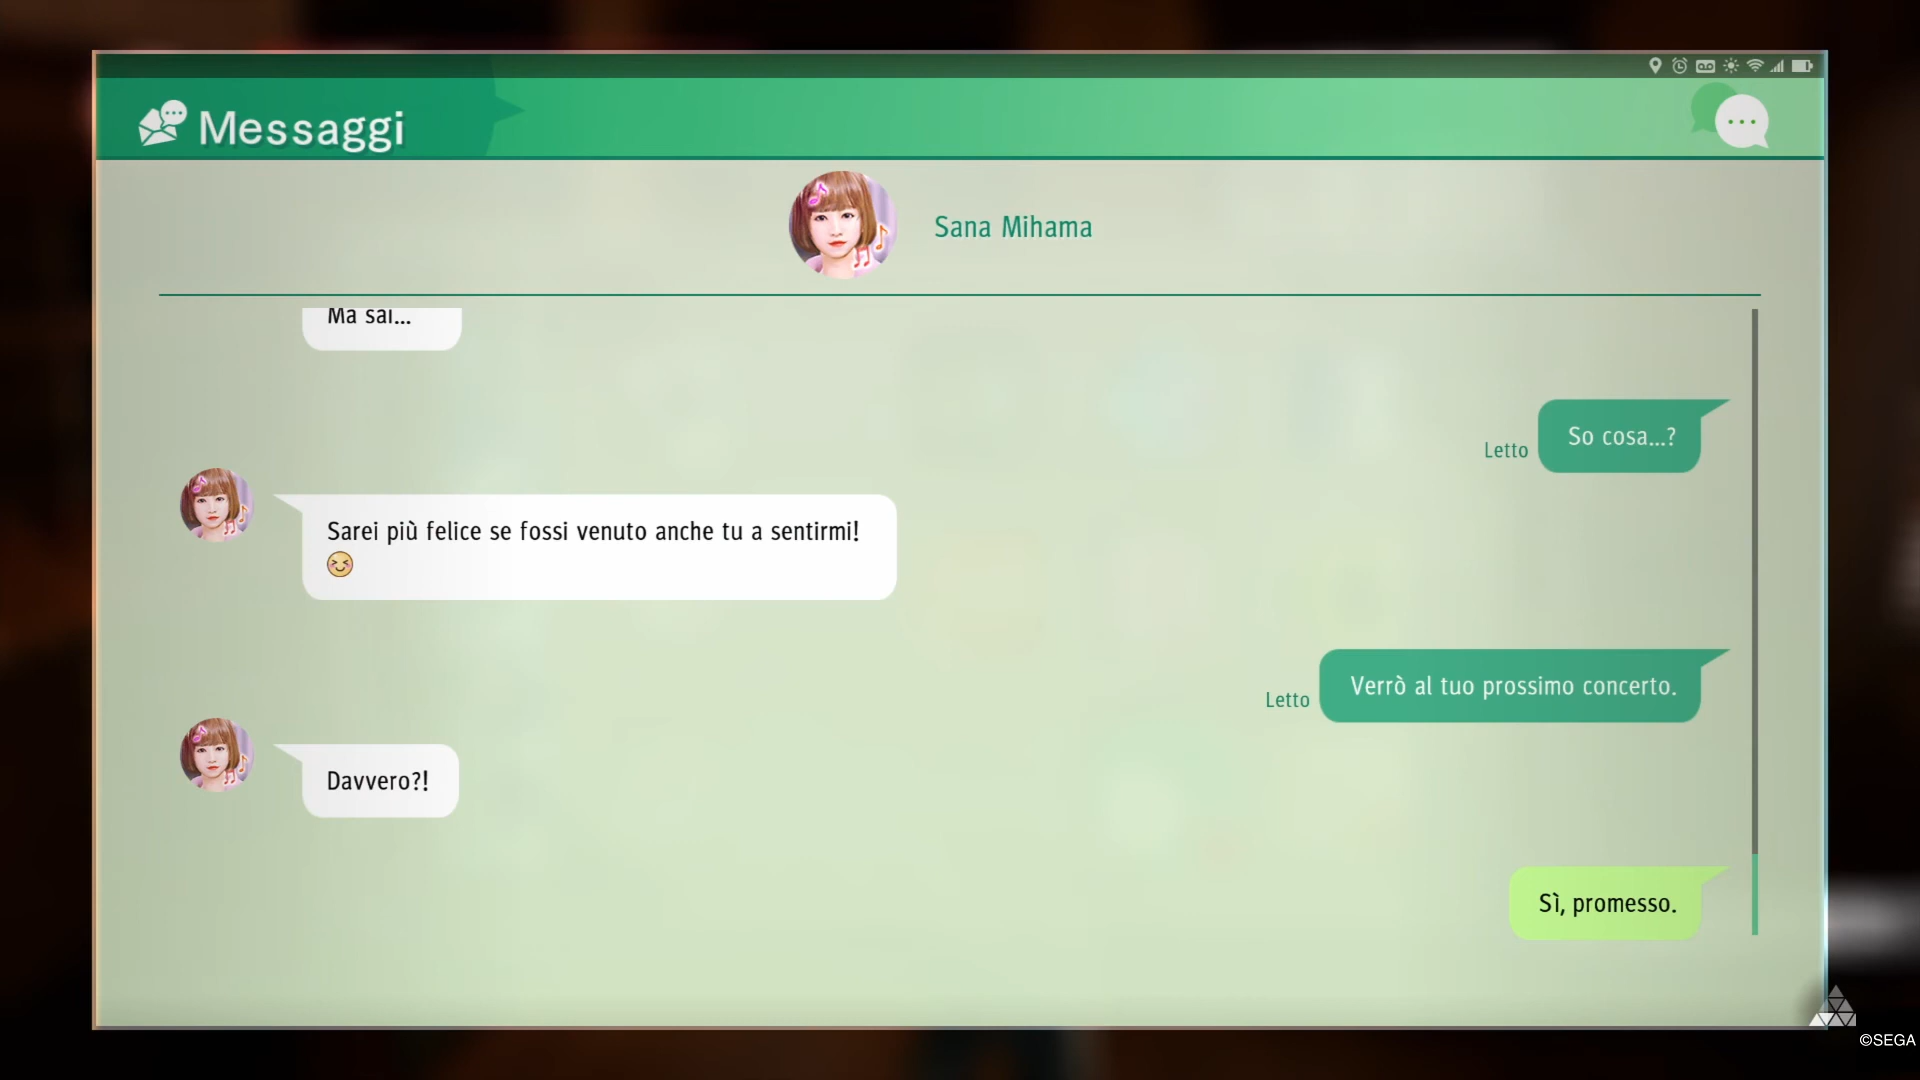 Messaggi
Sana Mihama
Ma sai...
So cosa...?
Letto
Sarei più felice se fossi venuto anche tu a sentirmi!
Verrò al tuo prossimo concerto.
Letto
Davvero?!
Sì, promesso.
©SEGA